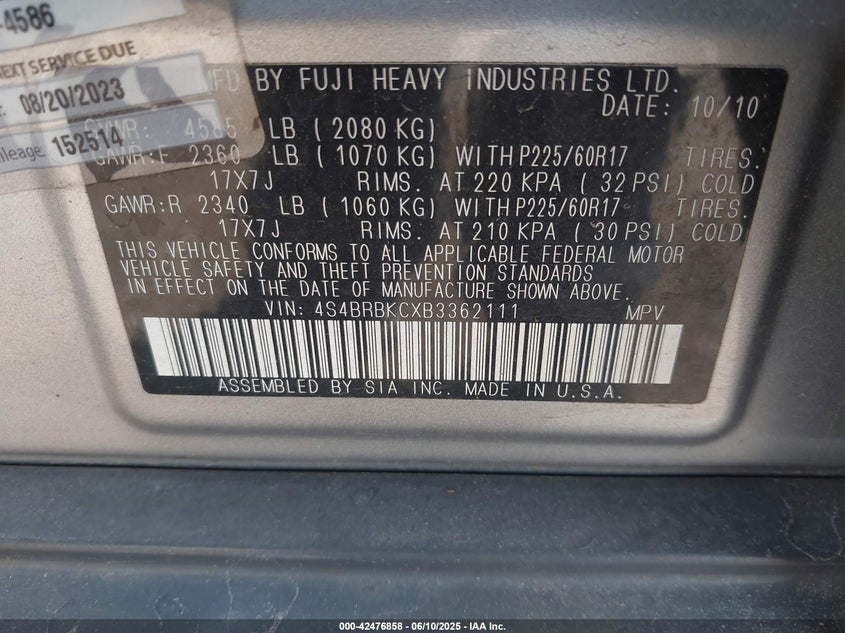 -4586
NEXT SERVICE DUE
08/20/2023
ileage 152514
MFD BY FUJI HEAVY INDUSTRIES LTD.
DATE: 10/10
GVWR: 4585 LB ( 2080 KG)
GAWR:F 2360 LB ( 1070 KG) WITH P225/60R17 TIRES.
17X7J RIMS. AT 220 KPA ( 32 PSI) COLD
GAWR:R 2340 LB ( 1060 KG) WITH P225/60R17 TIRES.
17X7J RIMS. AT 210 KPA ( 30 PSI) COLD
THIS VEHICLE CONFORMS TO ALL APPLICABLE FEDERAL MOTOR
VEHICLE SAFETY AND THEFT PREVENTION STANDARDS
IN EFFECT ON THE DATE OF MANUFACTURE SHOWN ABOVE.
VIN: 4S4BRBKCXB3362111 MPV
ASSEMBLED BY SIA INC. MADE IN U.S.A.
000-42476858 - 06/10/2025 - IAA Inc.